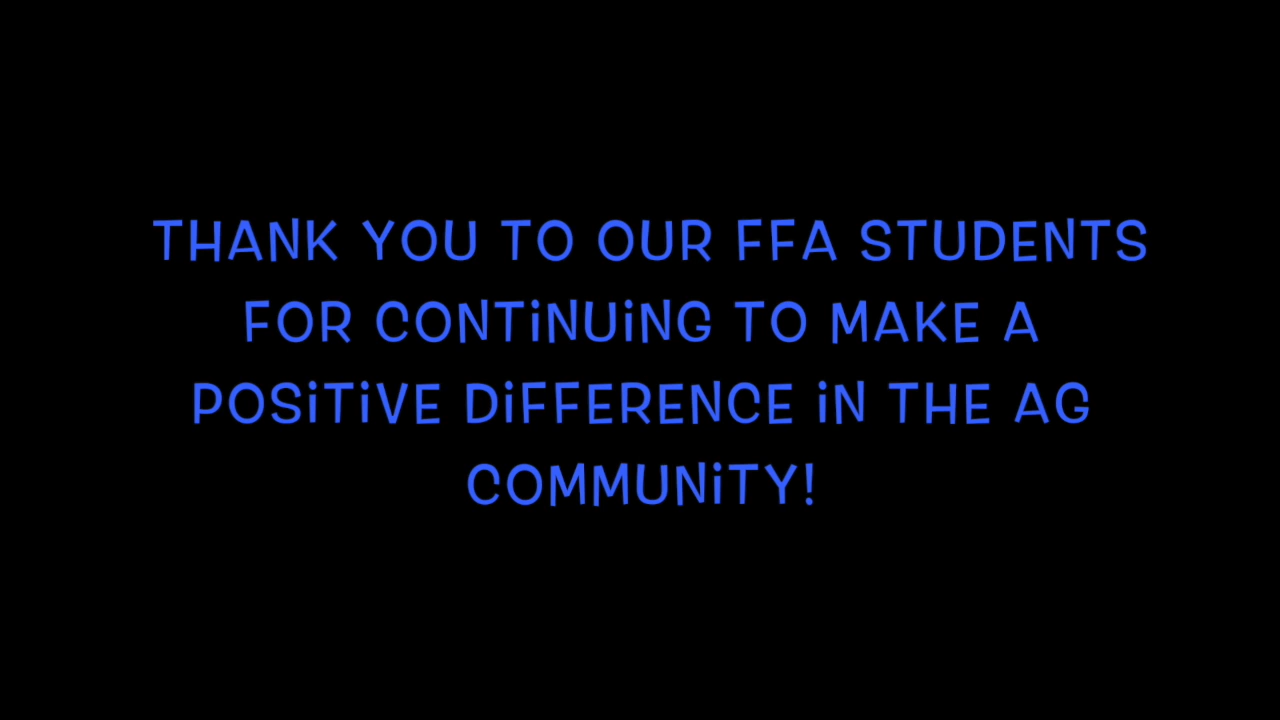 THANK YOU TO OUR FFA STUDENTS
FOR CONTiNUiNG TO MAKE A
POSiTiVE DiFFERENCE iN THE AG
COMMUNiTY!